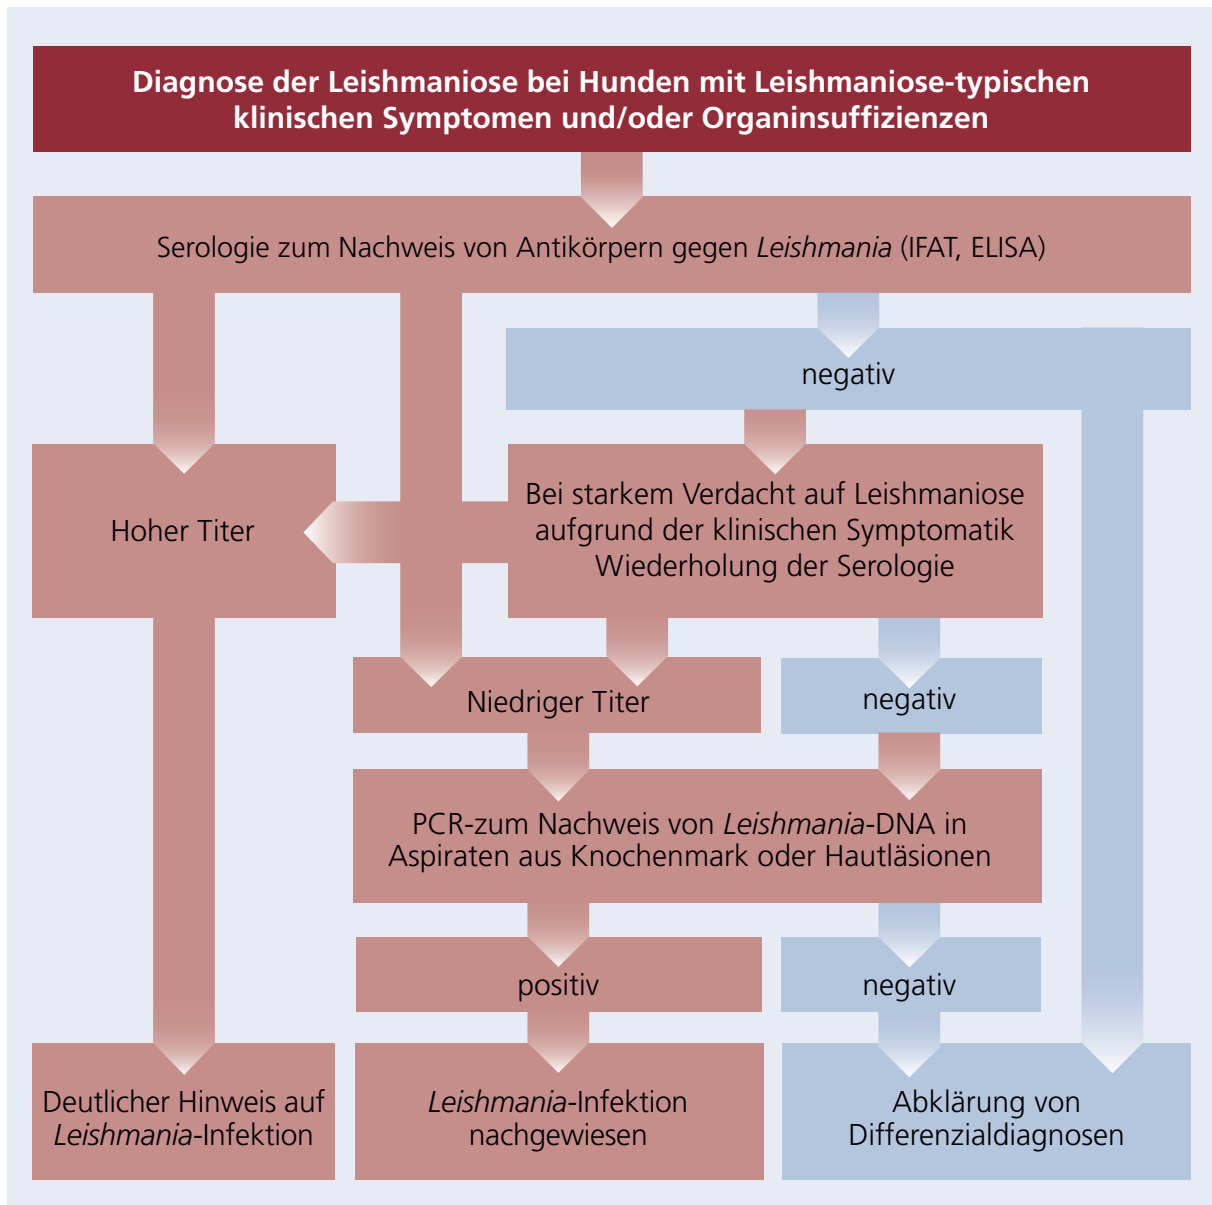 Diagnose der Leishmaniose bei Hunden mit Leishmaniose-typischen
klinischen Symptomen und/oder Organinsuffizienzen
Serologie zum Nachweis von Antikörpern gegen Leishmania (IFAT, ELISA)
negativ
Hoher Titer
Bei starkem Verdacht auf Leishmaniose
aufgrund der klinischen Symptomatik
Wiederholung der Serologie
Niedriger Titer
negativ
PCR-zum Nachweis von Leishmania-DNA in
Aspiraten aus Knochenmark oder Hautläsionen
positiv
negativ
Deutlicher Hinweis auf
Leishmania-Infektion
Leishmania-Infektion
nachgewiesen
Abklärung von
Differenzialdiagnosen